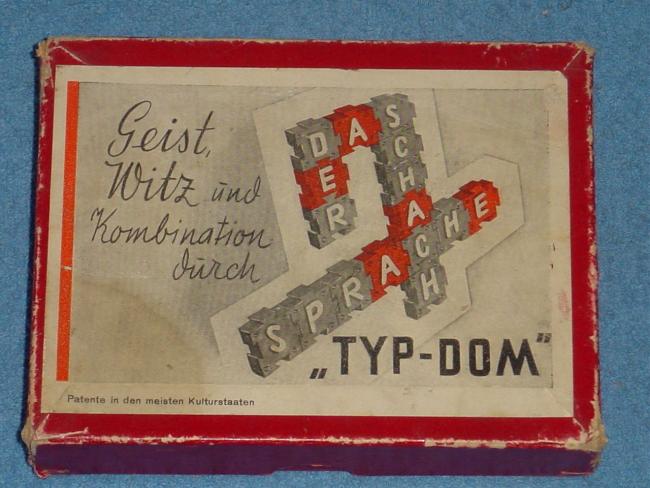 Geist,
Witz und
Kombination
durch
DAS
DER
SCHACH
SPRACHE
„TYP-DOM"
Patente in den meisten Kulturstaaten